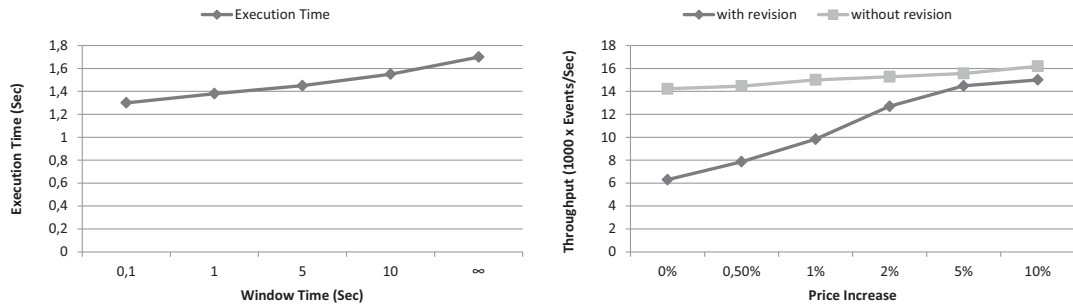 Execution Time
1,8
1,6
1,4
1,2
1
0,8
0,6
0,4
0,2
0
Execution Time (Sec)
0,1 1 5 10 ∞
Window Time (Sec)
with revision without revision
18
16
14
12
10
8
6
4
2
0
Throughput (1000 x Events/Sec)
0% 0,50% 1% 2% 5% 10%
Price Increase